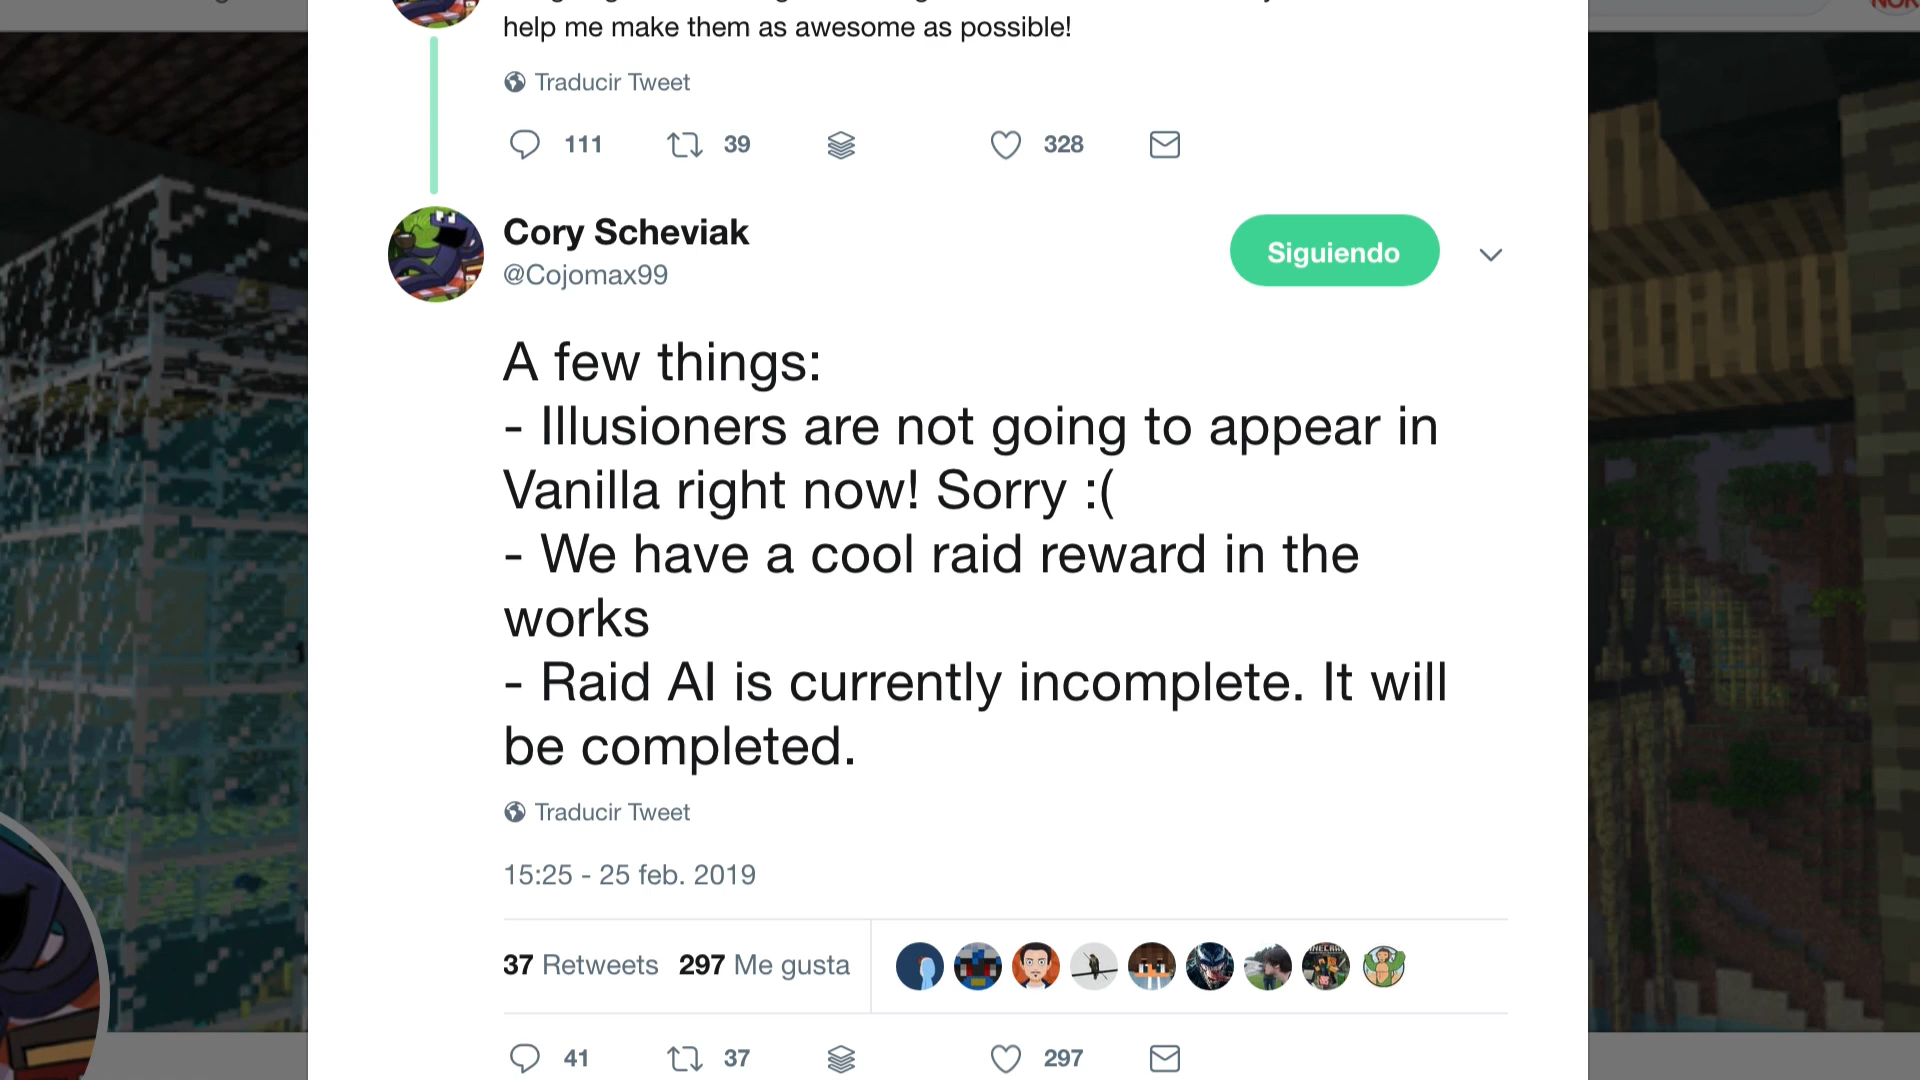 help me make them as awesome as possible!
Traducir Tweet
111 39 328
Cory Scheviak
@Cojomax99
Siguiendo
A few things:
- Illusioners are not going to appear in
Vanilla right now! Sorry :(
- We have a cool raid reward in the
works
- Raid AI is currently incomplete. It will
be completed.
Traducir Tweet
15:25 - 25 feb. 2019
37 Retweets 297 Me gusta
41 37 297